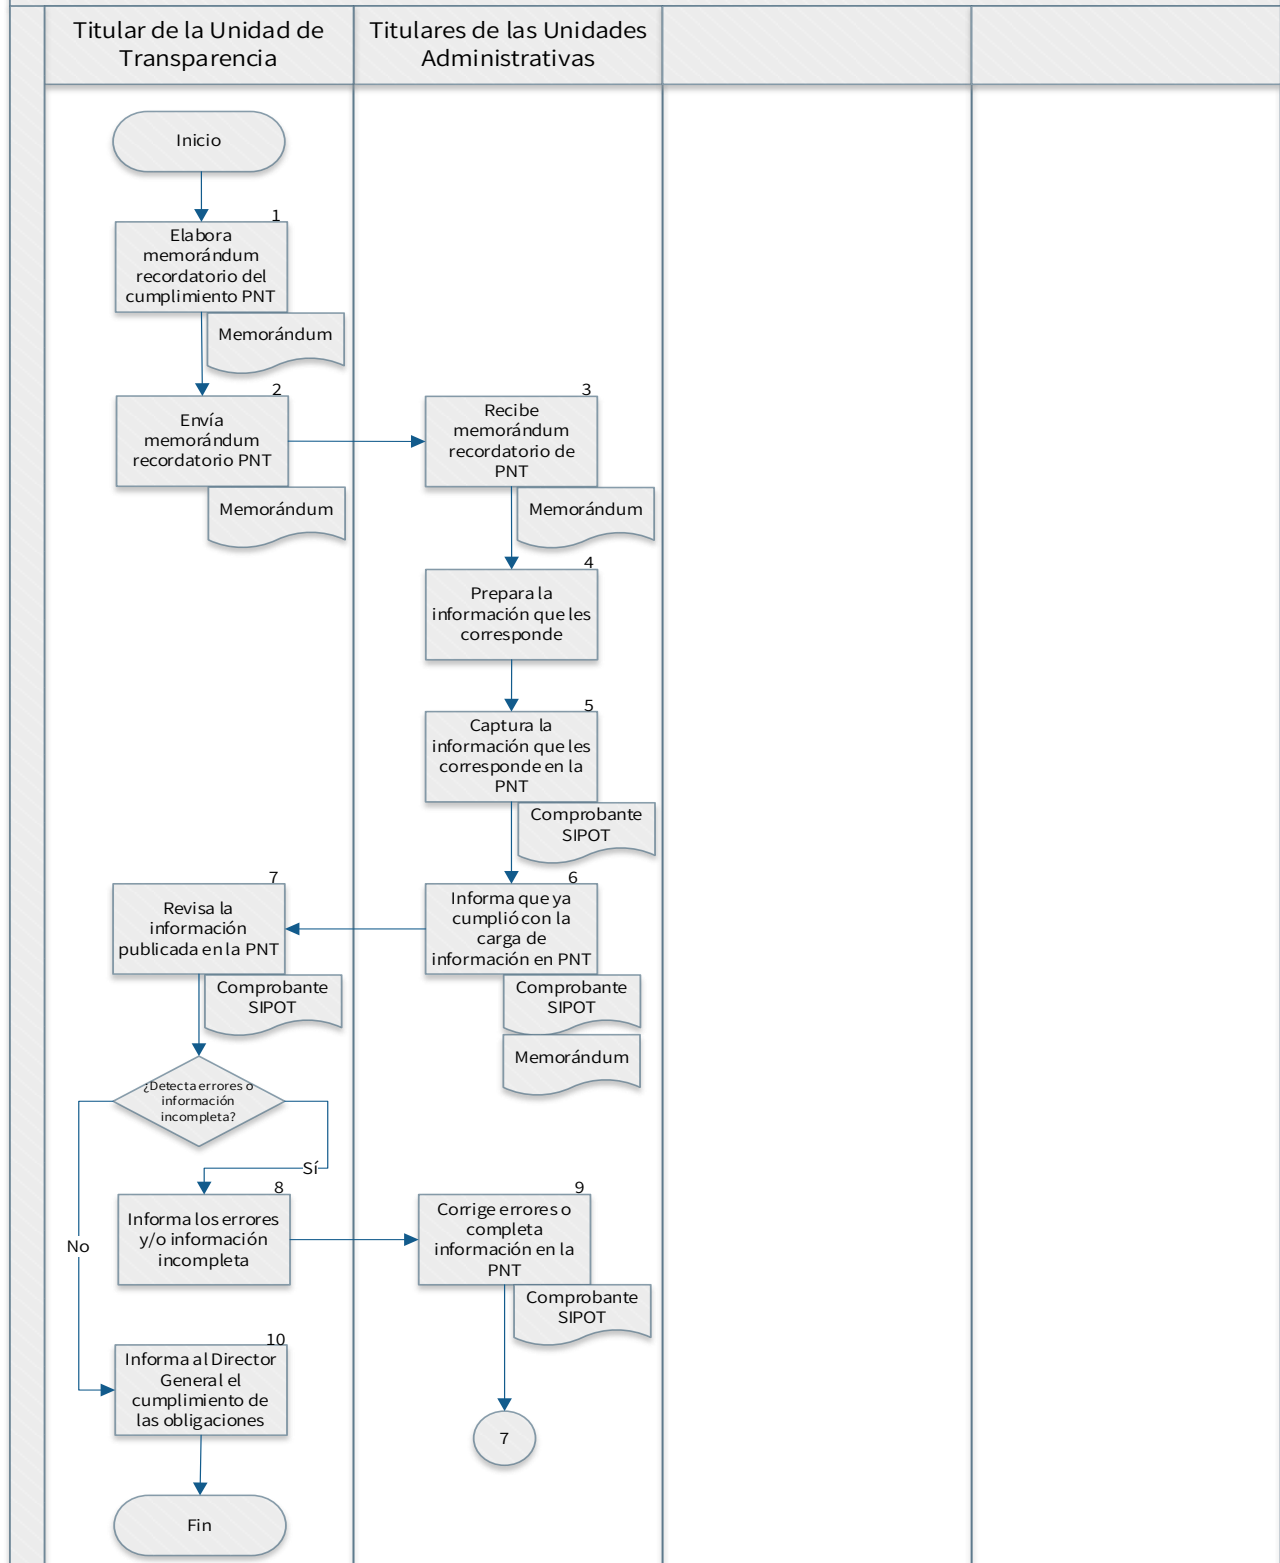 Titular de la Unidad de
Transparencia
Titulares de las Unidades
Administrativas
Inicio
1
Elabora
memorándum
recordatorio del
cumplimiento PNT
Memorándum
2
Envía
memorándum
recordatorio PNT
Memorándum
3
Recibe
memorándum
recordatorio de
PNT
Memorándum
4
Prepara la
información que les
corresponde
5
Captura la
información que les
corresponde en la
PNT
Comprobante
SIPOT
6
Informa que ya
cumplió con la
carga de
información en PNT
Comprobante
SIPOT
Memorándum
7
Revisa la
información
publicada en la PNT
Comprobante
SIPOT
¿Detecta errores o
información
incompleta?
Sí
No
8
Informa los errores
y/o información
incompleta
9
Corrige errores o
completa
información en la
PNT
Comprobante
SIPOT
7
10
Informa al Director
General el
cumplimiento de
las obligaciones
Fin